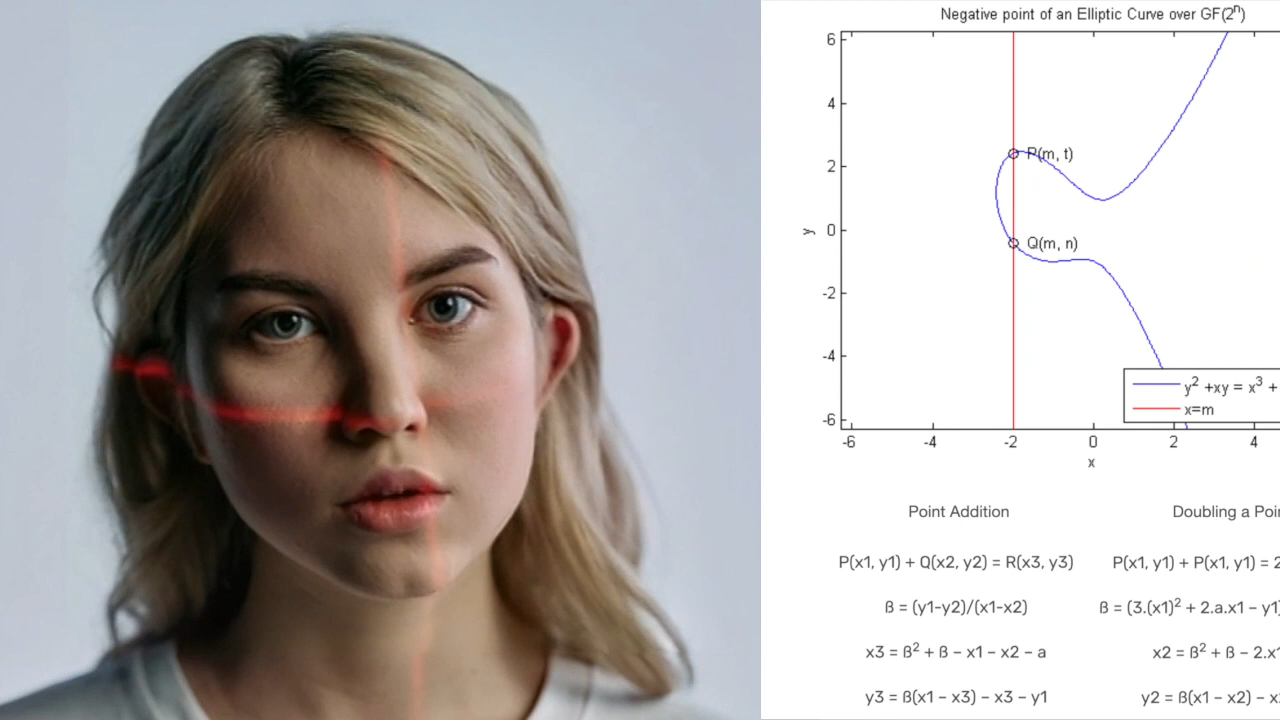 Negative point of an Elliptic Curve over GF(2ⁿ)
6
4
2
0
-2
-4
-6
y
P(m, t)
Q(m, n)
y² +xy = x³ +
x=m
-6 -4 -2 0 2 4
x
Point Addition
P(x1, y1) + Q(x2, y2) = R(x3, y3)
ß = (y1-y2)/(x1-x2)
x3 = ß² + ß – x1 – x2 – a
y3 = ß(x1 – x3) – x3 – y1
Doubling a Poin
P(x1, y1) + P(x1, y1) = 2
ß = (3.(x1)² + 2.a.x1 – y1)
x2 = ß² + ß – 2.x1
y2 = ß(x1 – x2) – x